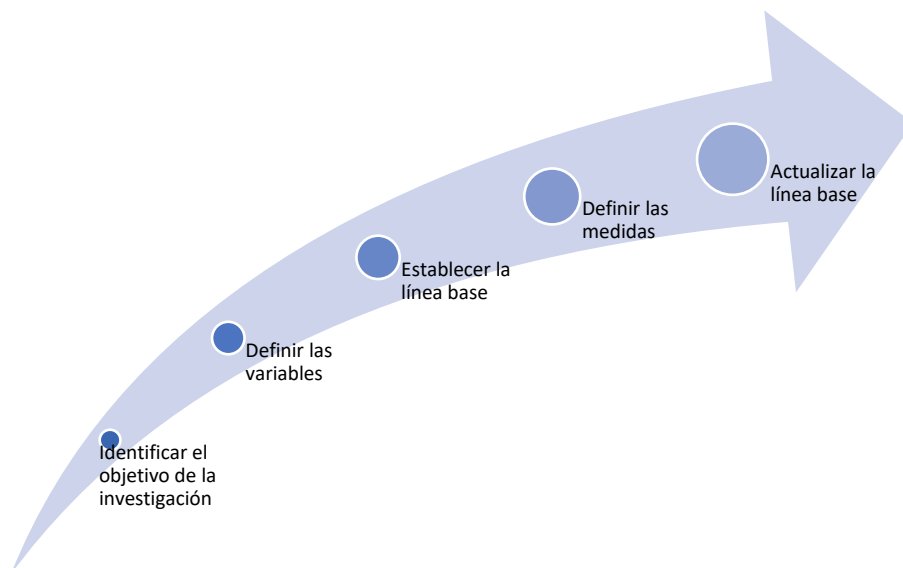 Identificar el
objetivo de la
investigación
Definir las
variables
Establecer la
línea base
Definir las
medidas
Actualizar la
línea base